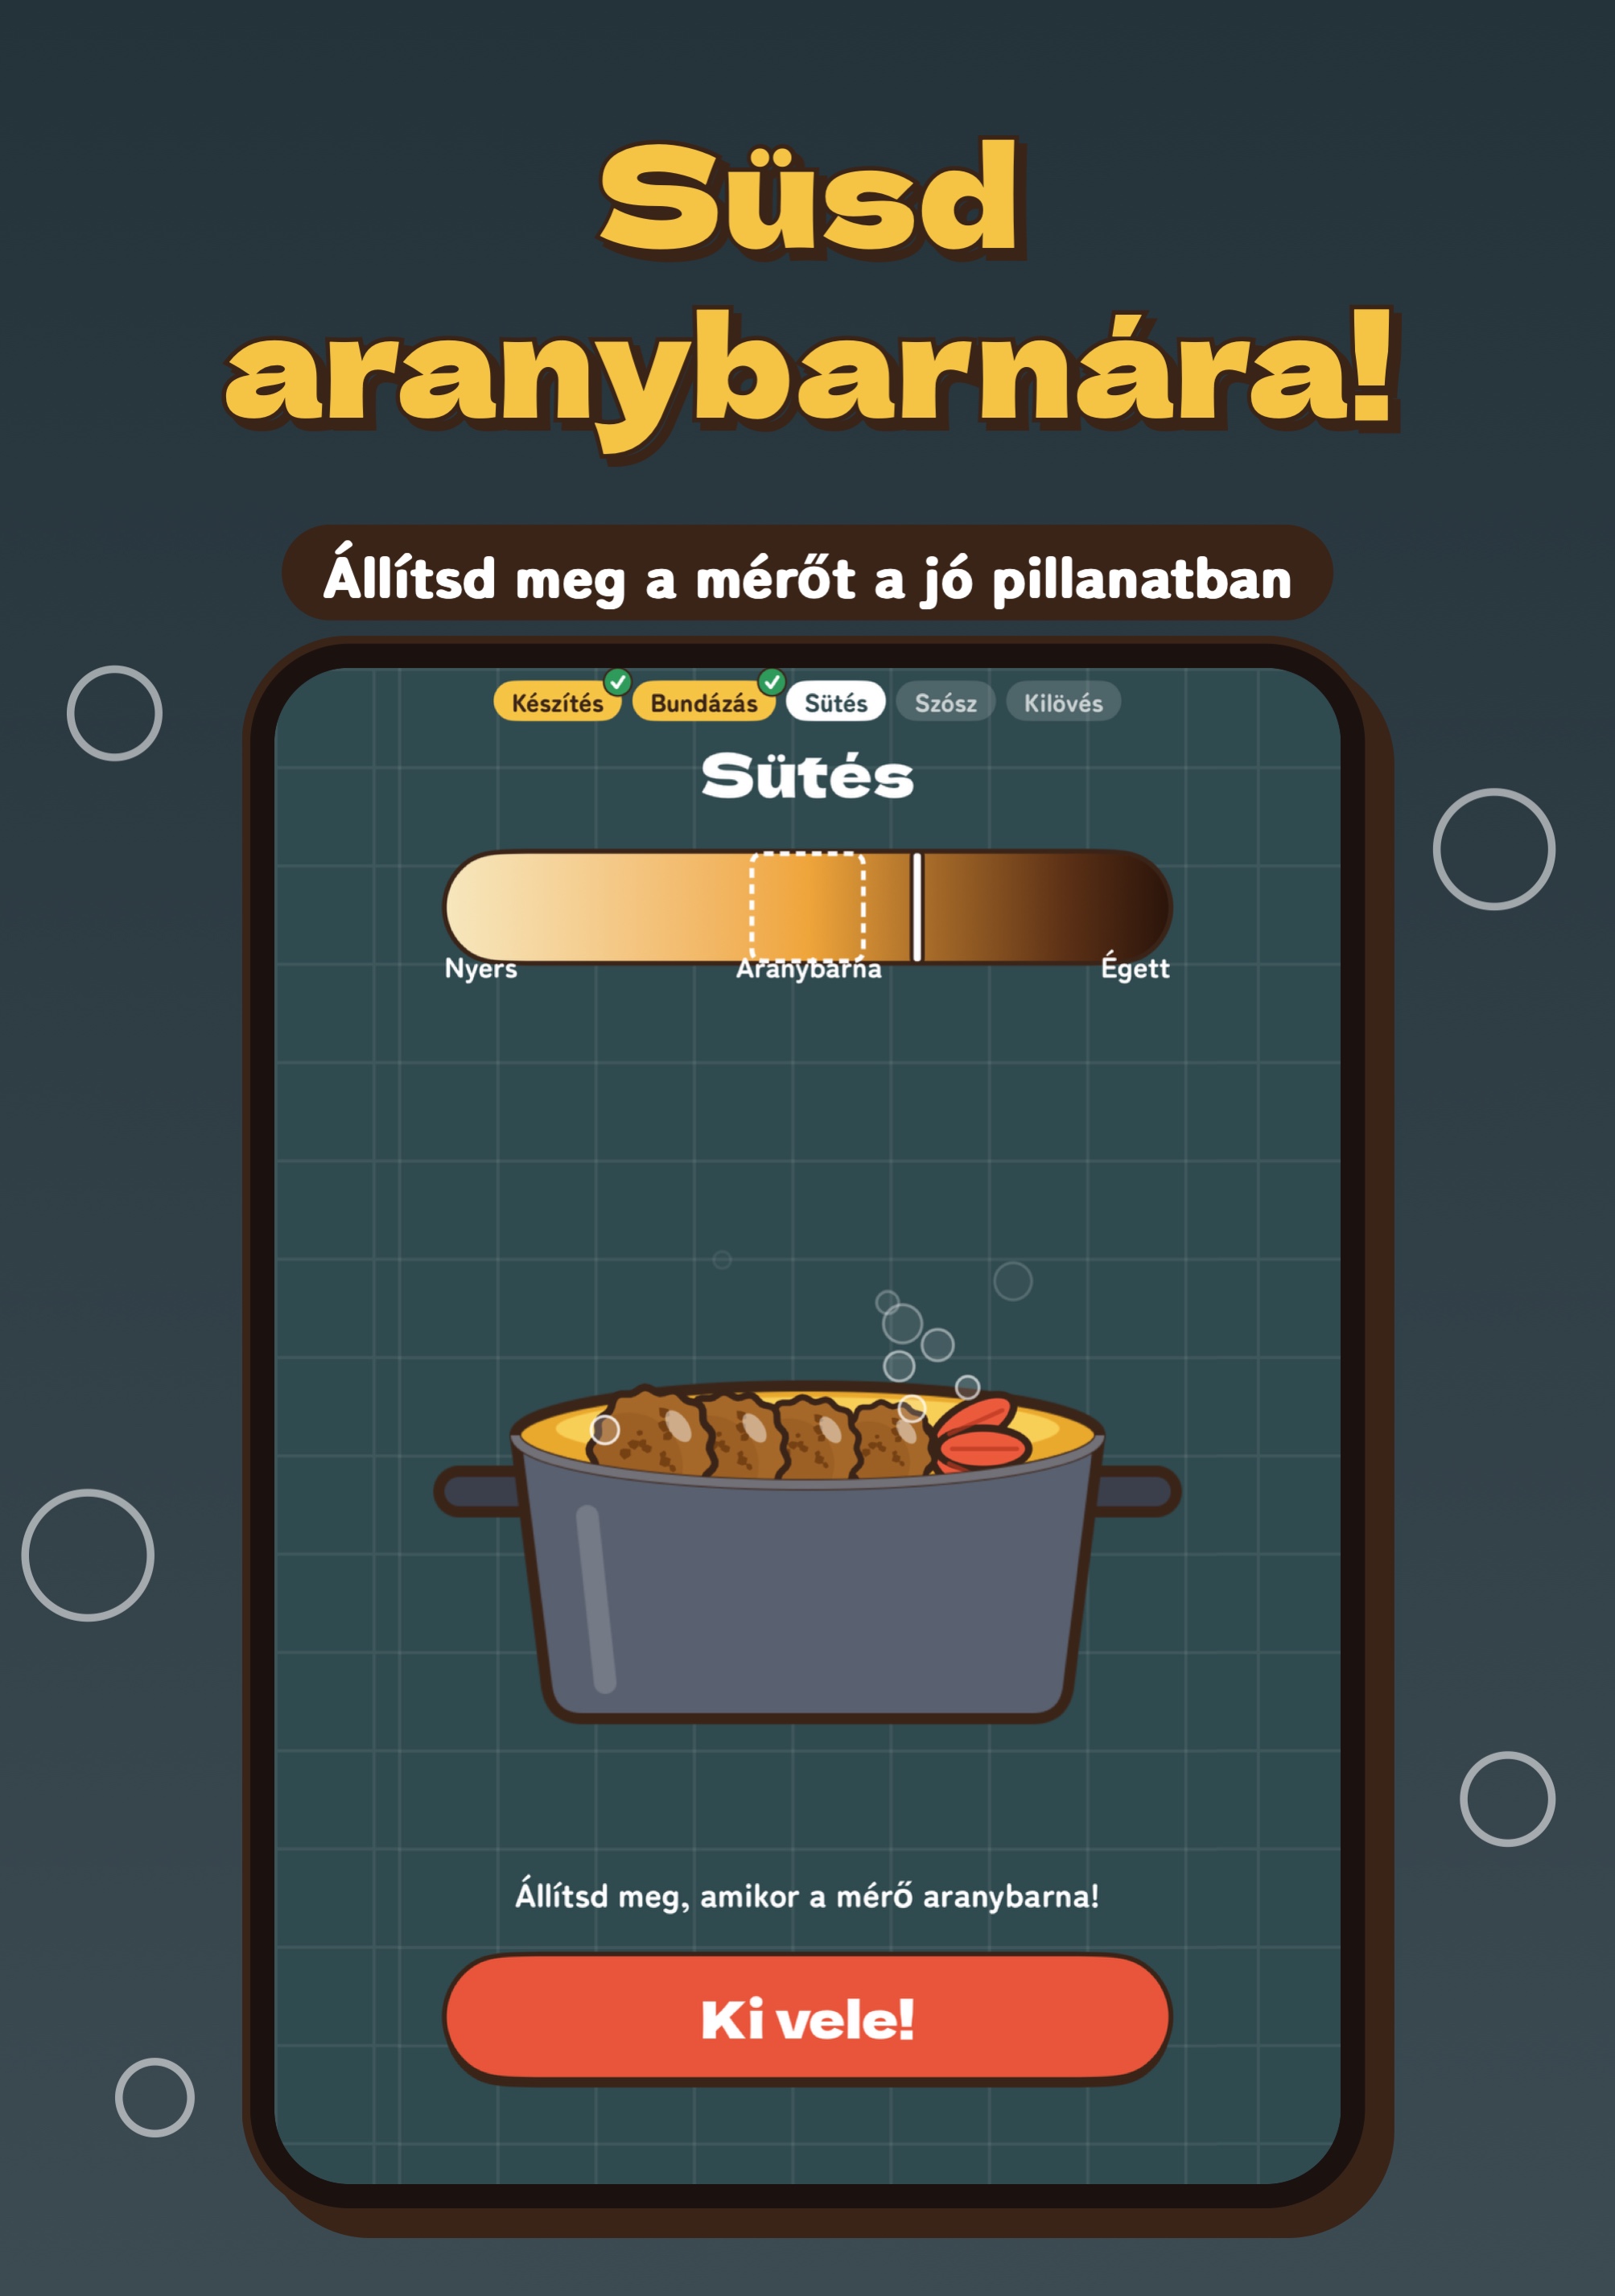 Süsd
aranybarnára!
Állítsd meg a mérőt a jó pillanatban
Készítés Bundázás Sütés Szósz Kilövés
Sütés
Nyers Aranybarna Égett
Állítsd meg, amikor a mérő aranybarna!
Ki vele!